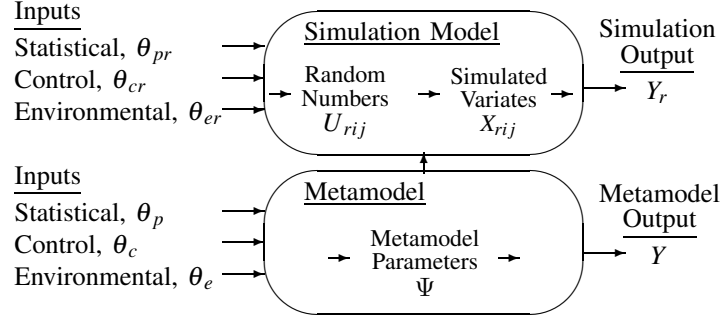 Inputs
Statistical, θpr
Control, θcr
Environmental, θer
Simulation Model
Random
Numbers
Urij
Simulated
Variates
Xrij
Simulation
Output
Yr
Inputs
Statistical, θp
Control, θc
Environmental, θe
Metamodel
Metamodel
Parameters
Ψ
Metamodel
Output
Y